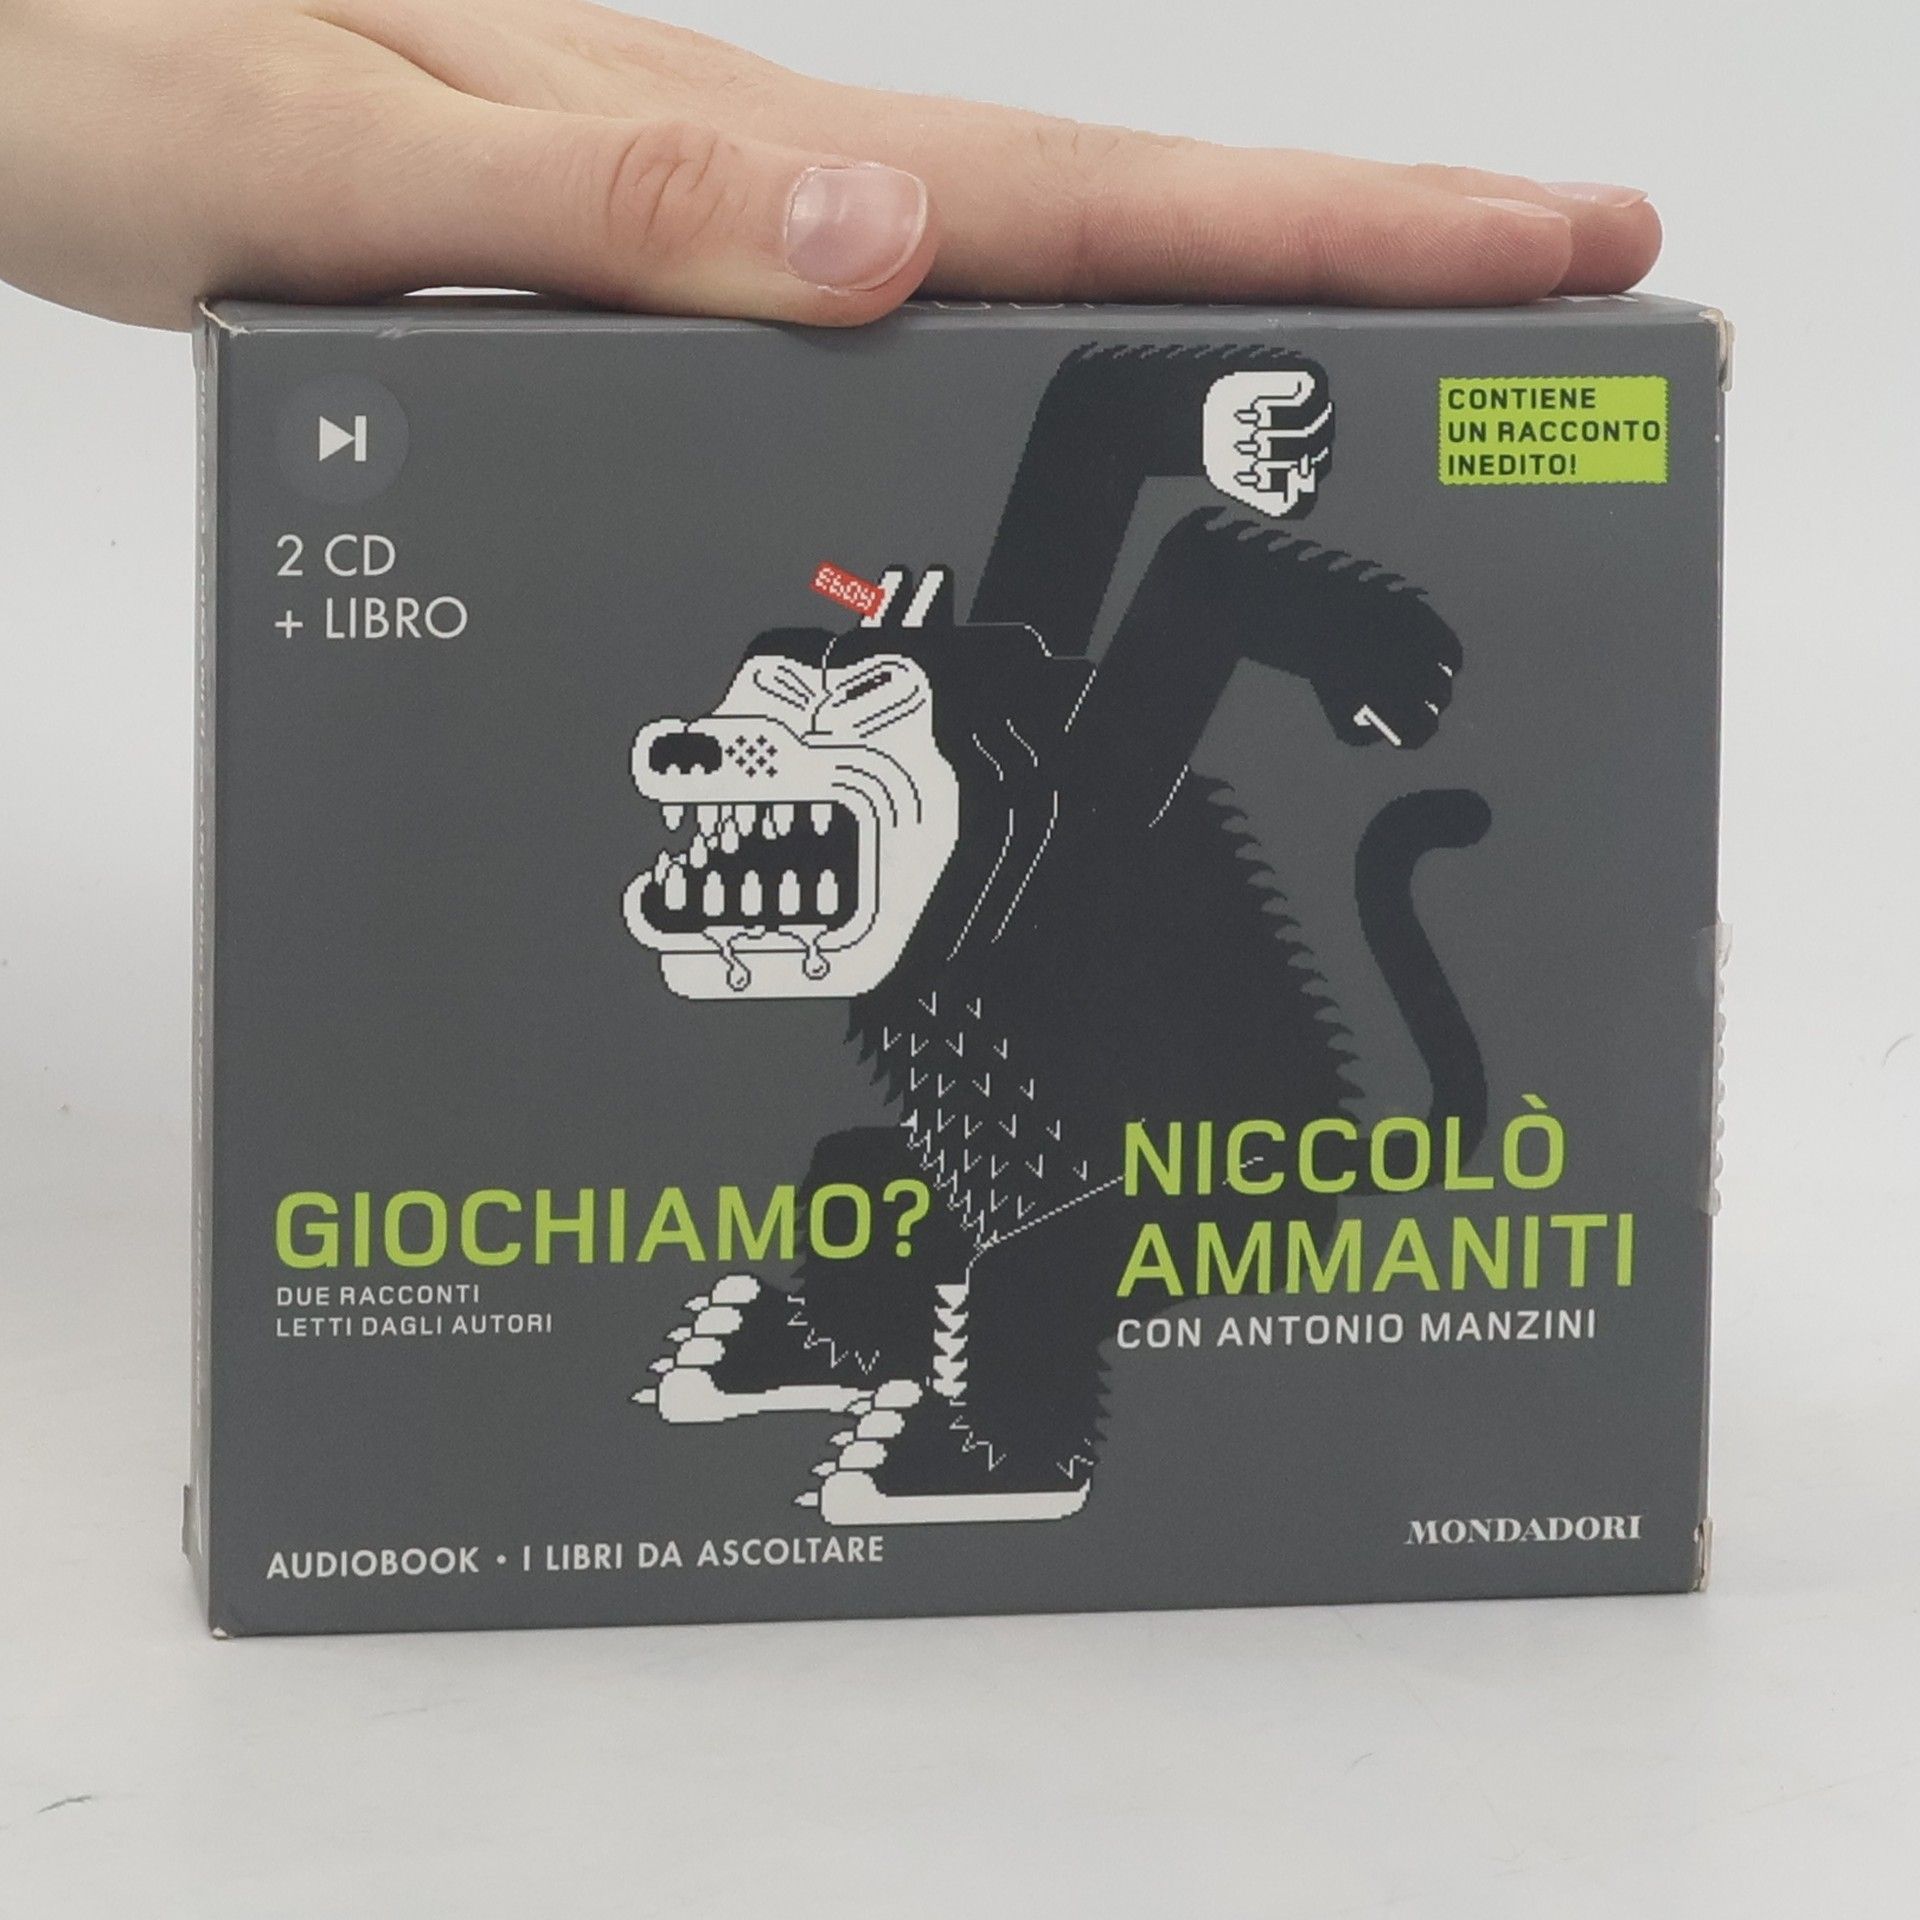 CONTIENE
UN RACCONTO
INEDITO!
2 CD
+ LIBRO
NICCOLÒ
AMMANITI
CON ANTONIO MANZINI
GIOCHIAMO?
DUE RACCONTI
LETTI DAGLI AUTORI
AUDIOBOOK • I LIBRI DA ASCOLTARE
MONDADORI